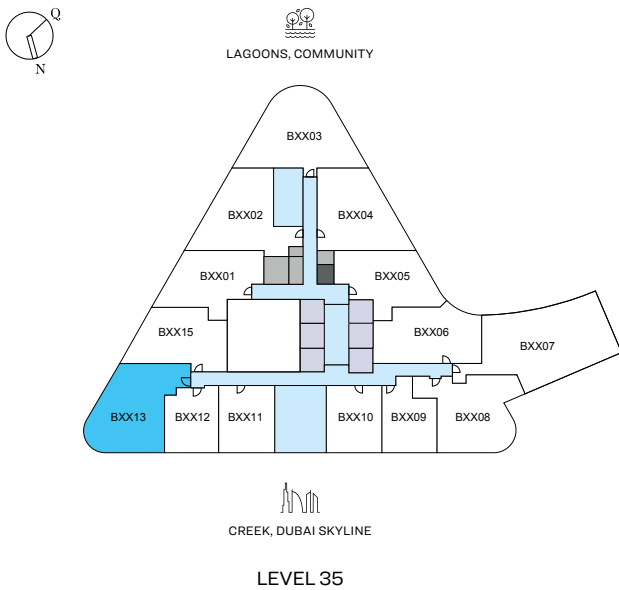 Q
N
LAGOONS, COMMUNITY
BXX03
BXX02
BXX04
BXX01
BXX05
BXX15
BXX06
BXX07
BXX13
BXX12
BXX11
BXX10
BXX09
BXX08
CREEK, DUBAI SKYLINE
LEVEL 35